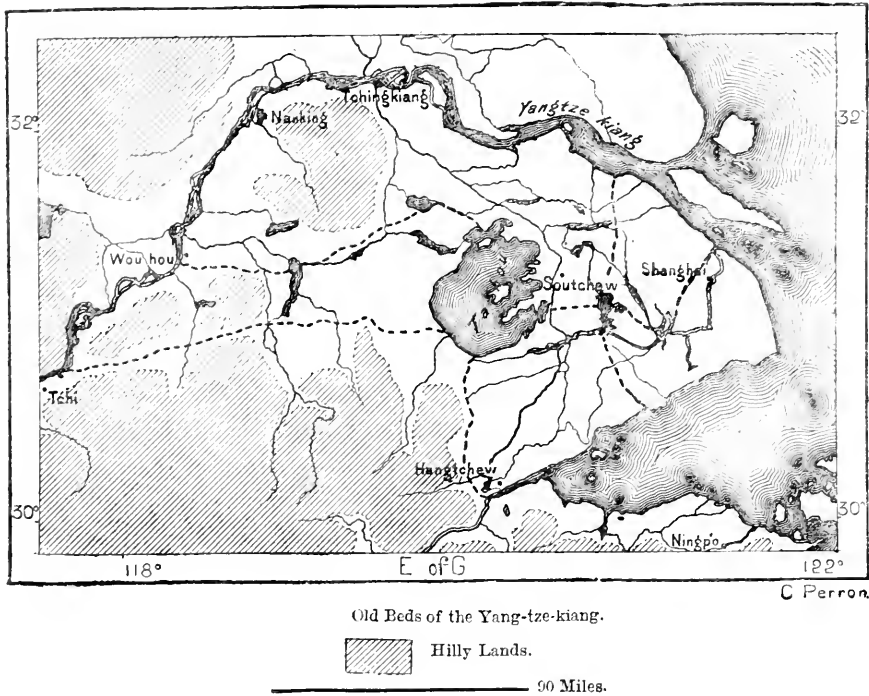 32°
32°
Tchingkiang
Yangtze kiang
Nanking
Wou hou
Shanghai
Soutchew
Ta
Tchi
Hangtchew
30°
30°
Ningpo
118°
E of G
122°
C Perron.
Old Beds of the Yang-tze-kiang.
Hilly Lands.
90 Miles.